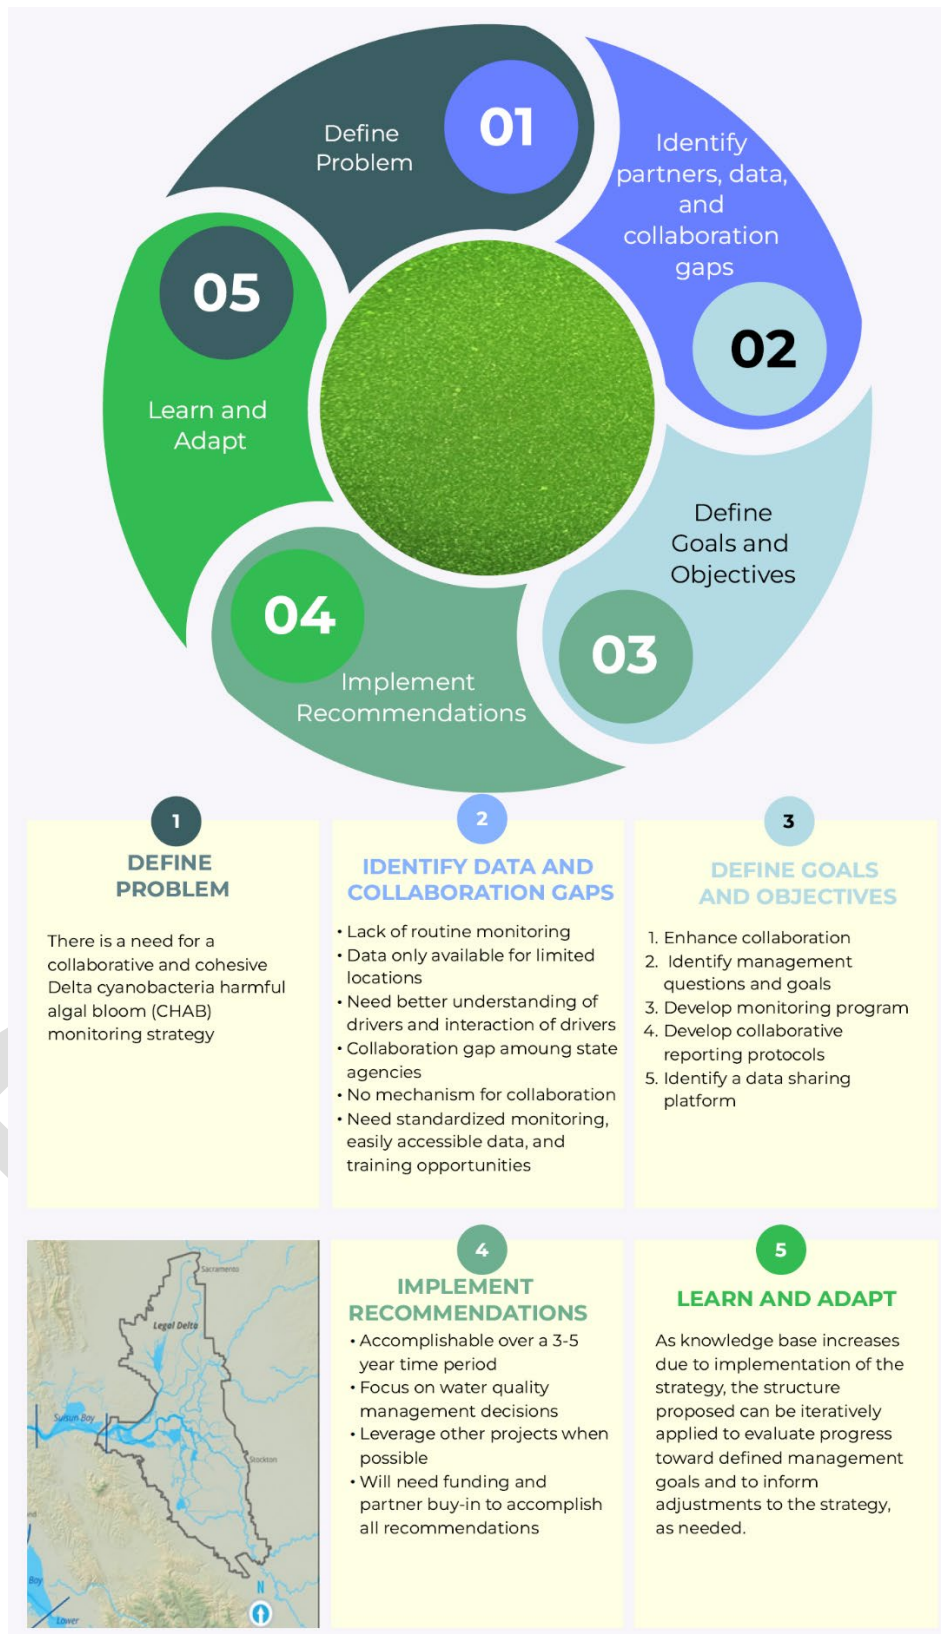 01
Define
Problem
Identify
partners, data,
and
collaboration
gaps
02
Define
Goals and
Objectives
03
04
Implement
Recommendations
05
Learn and
Adapt
1
DEFINE
PROBLEM
There is a need for a
collaborative and cohesive
Delta cyanobacteria harmful
algal bloom (CHAB)
monitoring strategy
2
IDENTIFY DATA AND
COLLABORATION GAPS
• Lack of routine monitoring
• Data only available for limited
locations
• Need better understanding of
drivers and interaction of drivers
• Collaboration gap amoung state
agencies
• No mechanism for collaboration
• Need standardized monitoring,
easily accessible data, and
training opportunities
3
DEFINE GOALS
AND OBJECTIVES
1. Enhance collaboration
2. Identify management
questions and goals
3. Develop monitoring program
4. Develop collaborative
reporting protocols
5. Identify a data sharing
platform
Sacramento
Legal Delta
Suisun Bay
Stockton
Bay
Lower
N
4
IMPLEMENT
RECOMMENDATIONS
• Accomplishable over a 3-5
year time period
• Focus on water quality
management decisions
• Leverage other projects when
possible
• Will need funding and
partner buy-in to accomplish
all recommendations
5
LEARN AND ADAPT
As knowledge base increases
due to implementation of the
strategy, the structure
proposed can be iteratively
applied to evaluate progress
toward defined management
goals and to inform
adjustments to the strategy,
as needed.